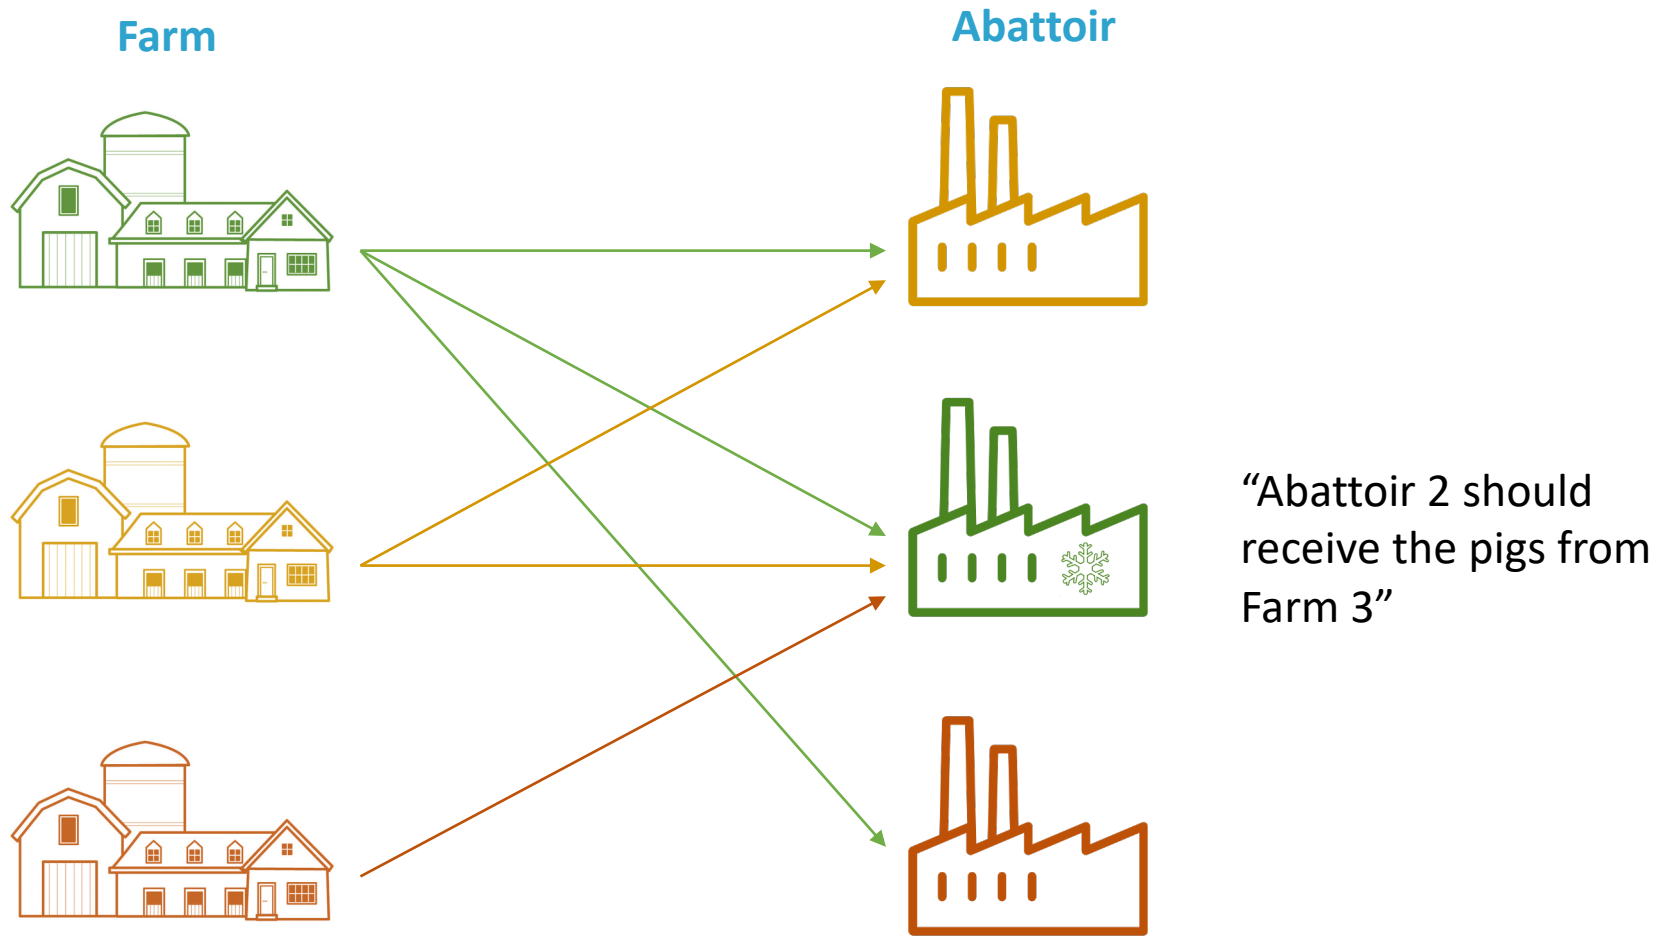 Farm
Abattoir
“Abattoir 2 should
receive the pigs from
Farm 3”